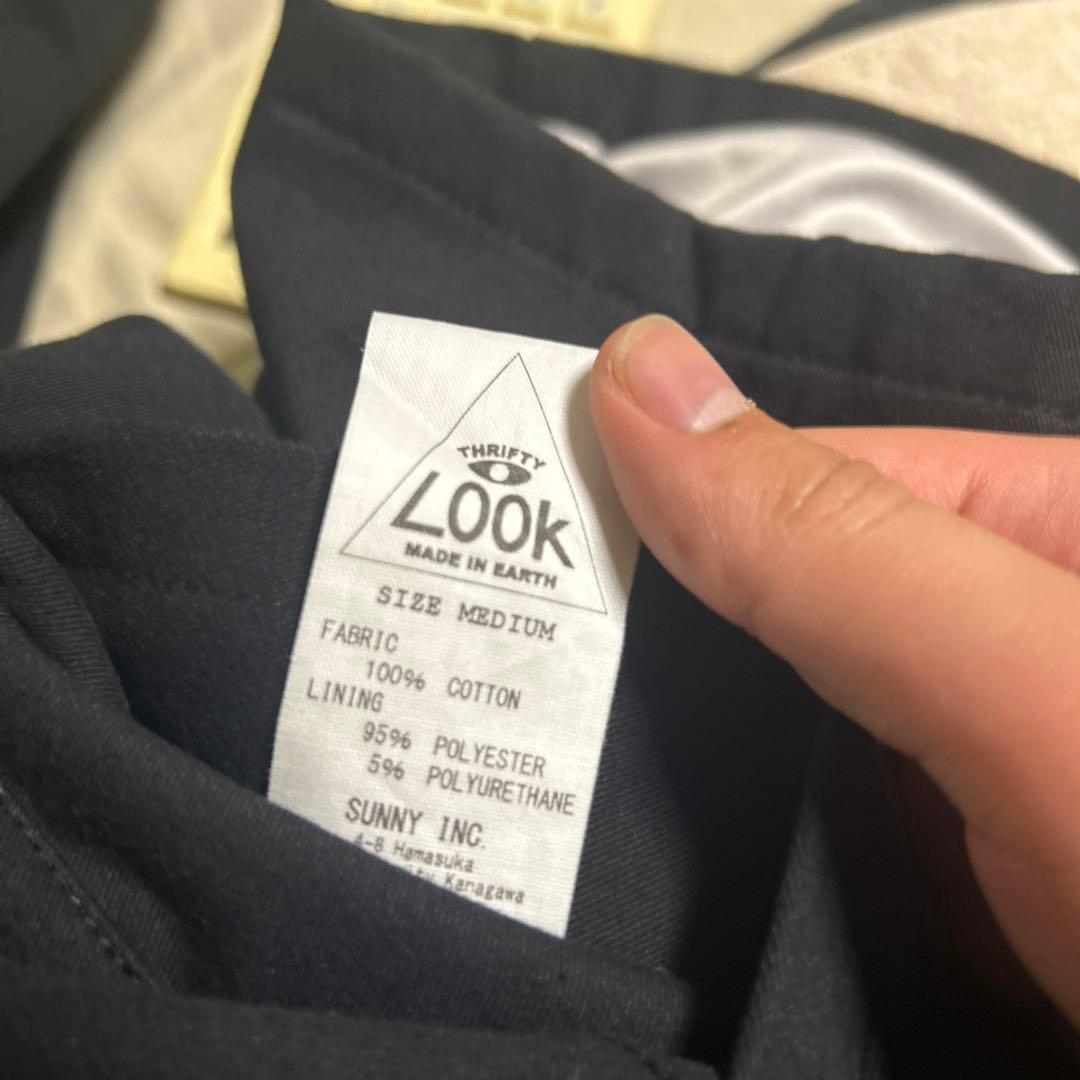 THRIFTY
LOOK
MADE IN EARTH
SIZE MEDIUM
FABRIC
100% COTTON
LINING
95% POLYESTER
5% POLYURETHANE
SUNNY INC.
4-8 Hamasuka
Kanagawa